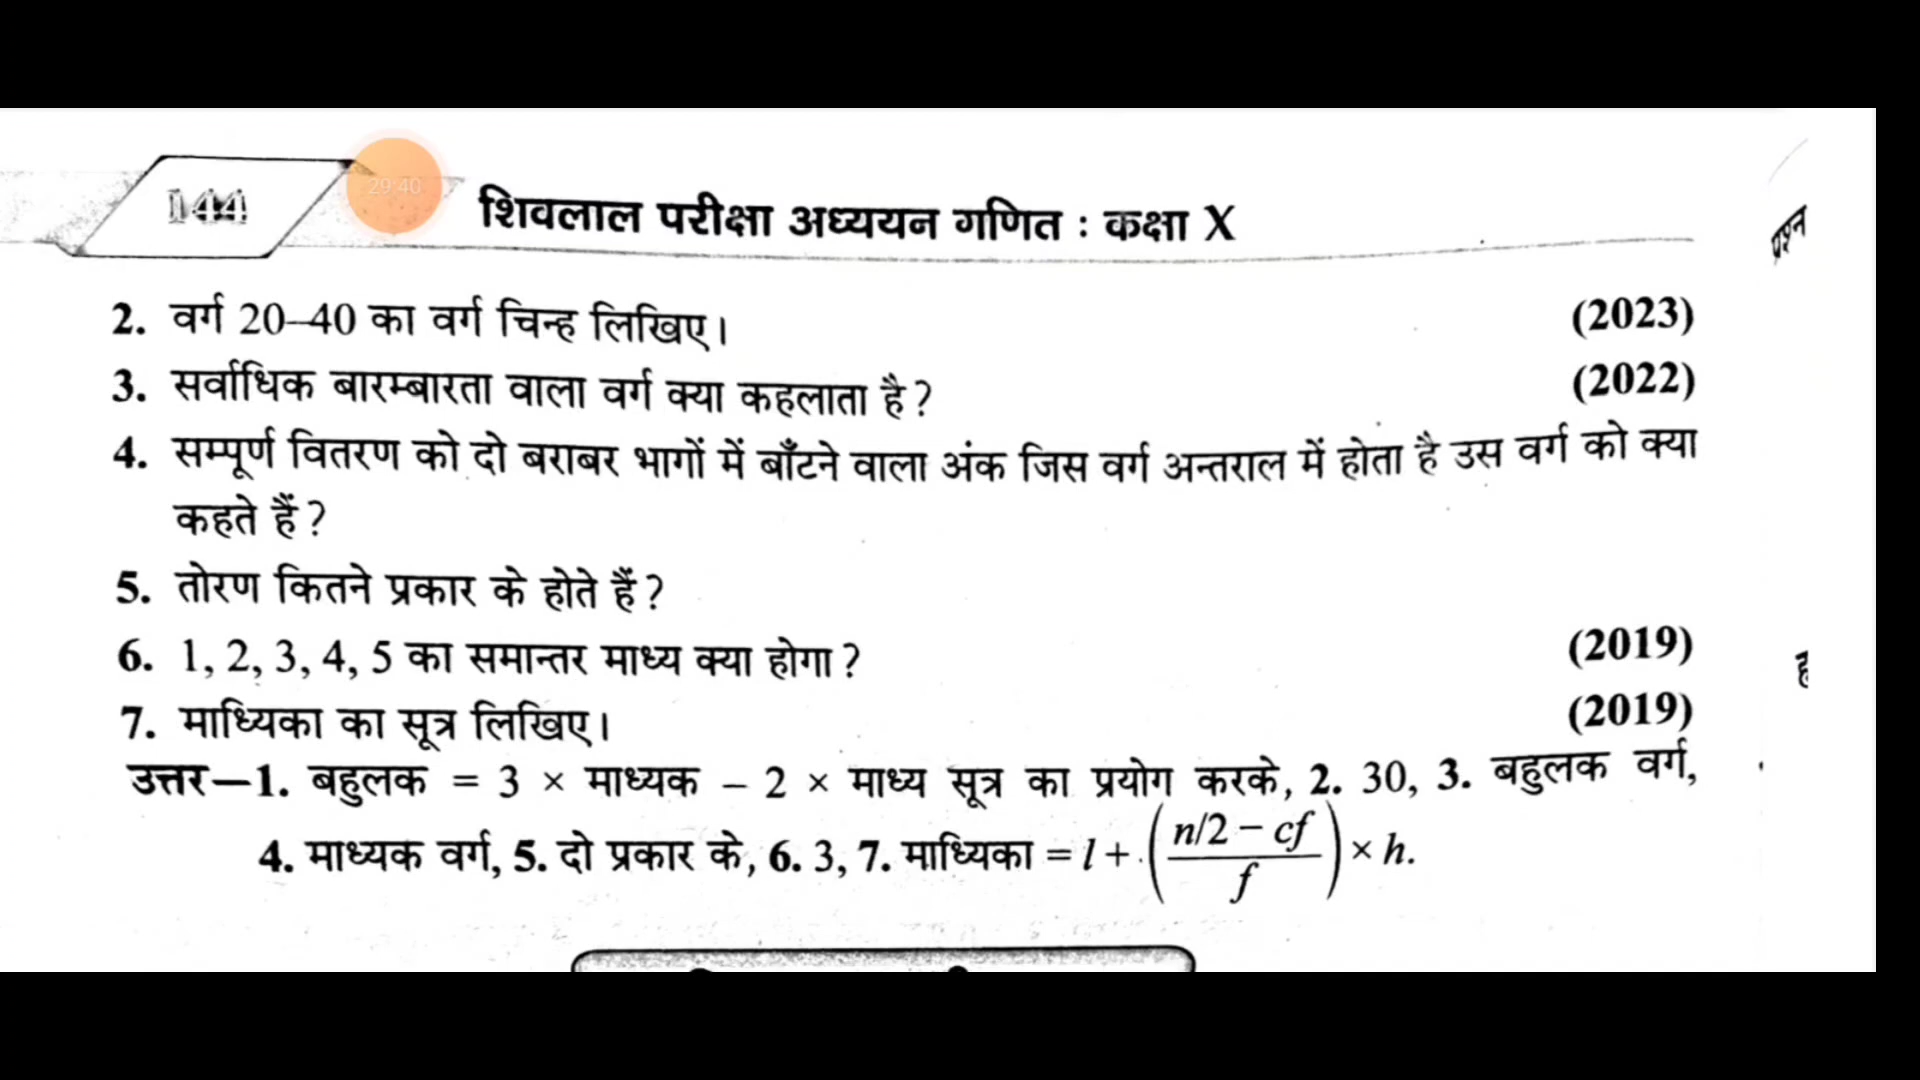 144
29:40
शिवलाल परीक्षा अध्ययन गणित : कक्षा X
प्रश्न
2. वर्ग 20–40 का वर्ग चिन्ह लिखिए। (2023)
3. सर्वाधिक बारम्बारता वाला वर्ग क्या कहलाता है ? (2022)
4. सम्पूर्ण वितरण को दो बराबर भागों में बाँटने वाला अंक जिस वर्ग अन्तराल में होता है उस वर्ग को क्या
कहते हैं ?
5. तोरण कितने प्रकार के होते हैं ?
6. 1, 2, 3, 4, 5 का समान्तर माध्य क्या होगा ? (2019)
7. माध्यिका का सूत्र लिखिए। (2019)
उत्तर—1. बहुलक = 3 × माध्यक – 2 × माध्य सूत्र का प्रयोग करके, 2. 30, 3. बहुलक वर्ग,
4. माध्यक वर्ग, 5. दो प्रकार के, 6. 3, 7. माध्यिका = l + ((n/2 – cf)/f) × h.